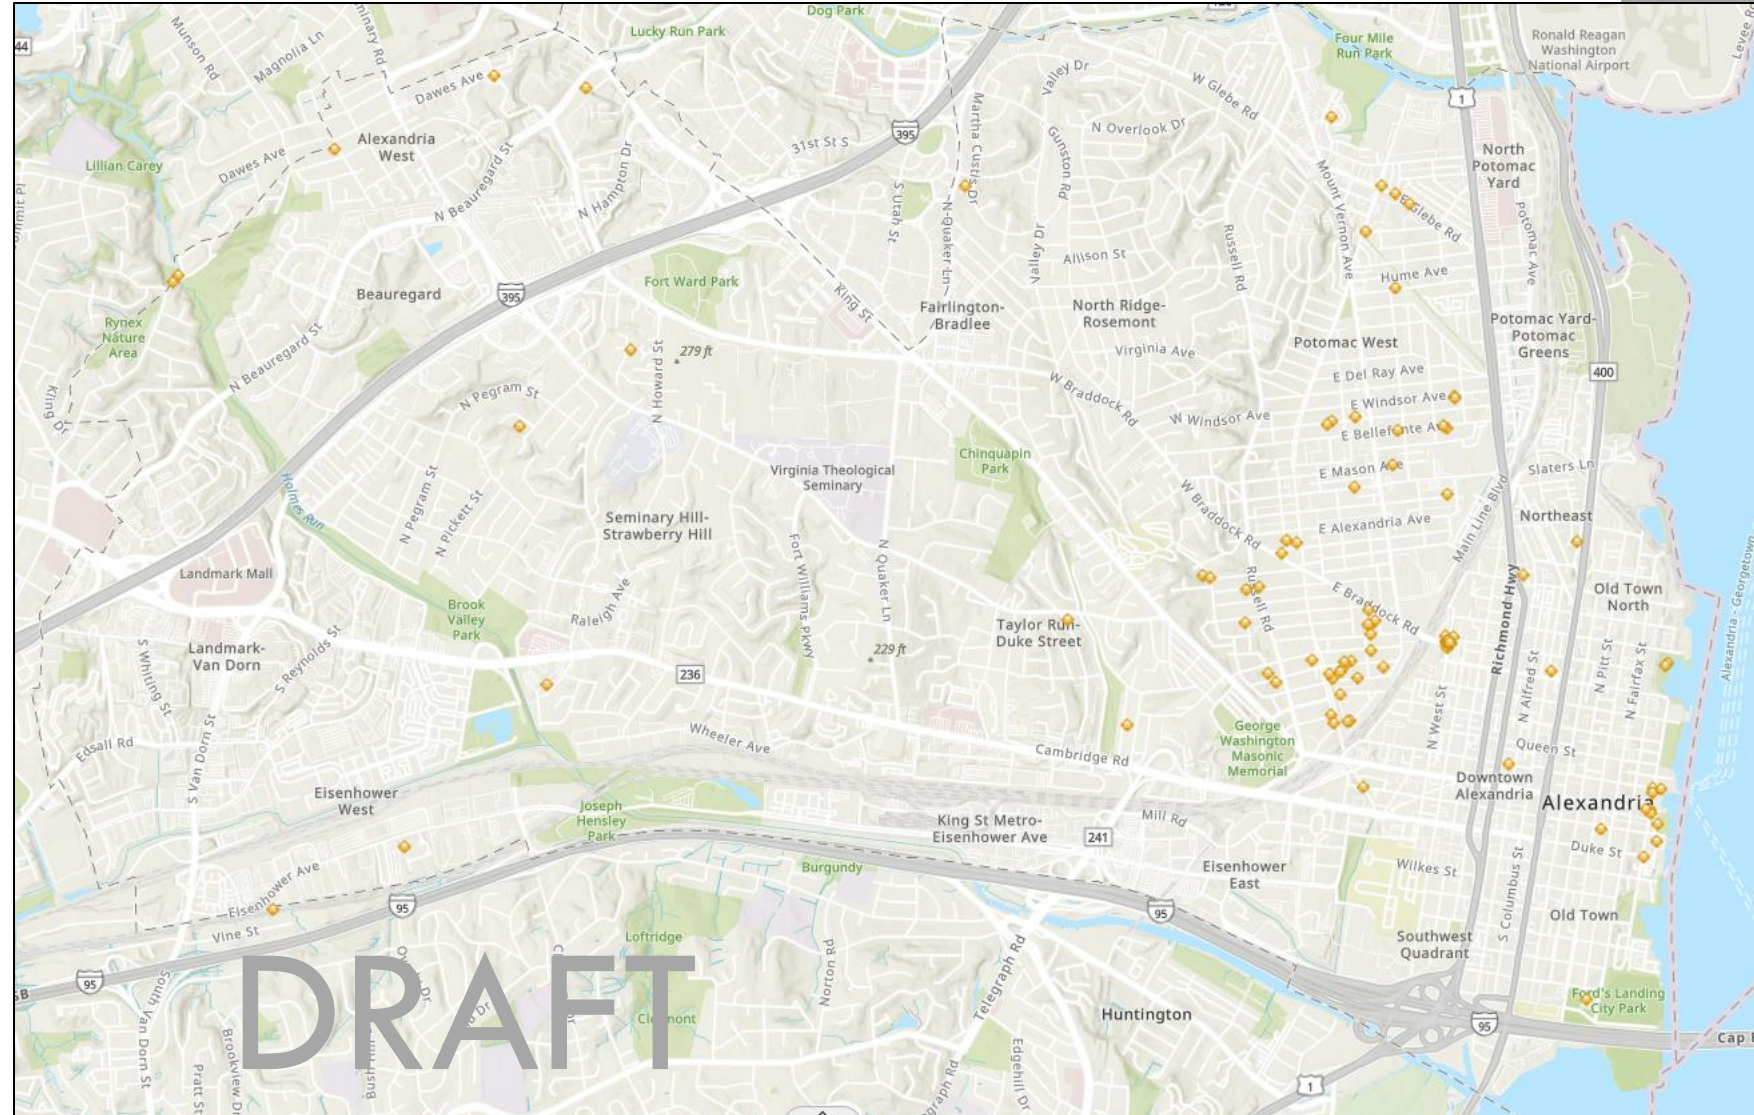 Dog Park
Lucky Run Park
Four Mile
Run Park
Ronald Reagan
Washington
National Airport
Levee R
44
Munson Rd
Magnolia Ln
minary Rd
Dawes Ave
Valley Dr
W Glebe Rd
1
395
Martha Custis Dr
N Overlook Dr
Gunston Rd
Alexandria
West
31st St S
North
Potomac
Yard
Lillian Carey
Dawes Ave
N Beauregard St
N Hampton Dr
S Utah St
N Quaker Ln
Valley Dr
Allison St
Russell Rd
Mount Vernon Ave
E Glebe Rd
Potomac Ave
Hume Ave
Beauregard
395
Fort Ward Park
King St
Fairlington-
Bradlee
North Ridge-
Rosemont
Potomac Yard-
Potomac
Greens
Rynex
Nature
Area
N Beauregard St
N Howard St
279 ft
Virginia Ave
Potomac West
E Del Ray Ave
400
King Dr
N Pegram St
W Braddock Rd
W Windsor Ave
E Windsor Ave
E Bellefonte Ave
Chinquapin
Park
Virginia Theological
Seminary
E Mason Ave
Slaters Ln
Holmes Run
N Pegram St
N Pickett St
Seminary Hill-
Strawberry Hill
W Braddock Rd
E Alexandria Ave
Main Line Blvd
Northeast
Landmark Mall
Fort Williams Pkwy
N Quaker Ln
Alexandria - Georgetown
Brook
Valley
Park
Raleigh Ave
Russell Rd
E Braddock Rd
Richmond Hwy
Old Town
North
Landmark-
Van Dorn
S Whiting St
S Reynolds St
229 ft
Taylor Run-
Duke Street
236
N West St
N Alfred St
N Pitt St
N Fairfax St
Edsall Rd
S Van Dorn St
Wheeler Ave
Cambridge Rd
George
Washington
Masonic
Memorial
Queen St
Downtown
Alexandria
Alexandria
Eisenhower
West
Joseph
Hensley
Park
King St Metro-
Eisenhower Ave
241
Mill Rd
Duke St
Burgundy
Eisenhower
East
Wilkes St
S Columbus St
Eisenhower Ave
95
95
Vine St
Loftridge
Norton Rd
Telegraph Rd
Southwest
Quadrant
Old Town
95
South Van Dorn St
DRAFT
Huntington
Ford's Landing
City Park
95
Cap
Pratt St
Edgehill Dr
1